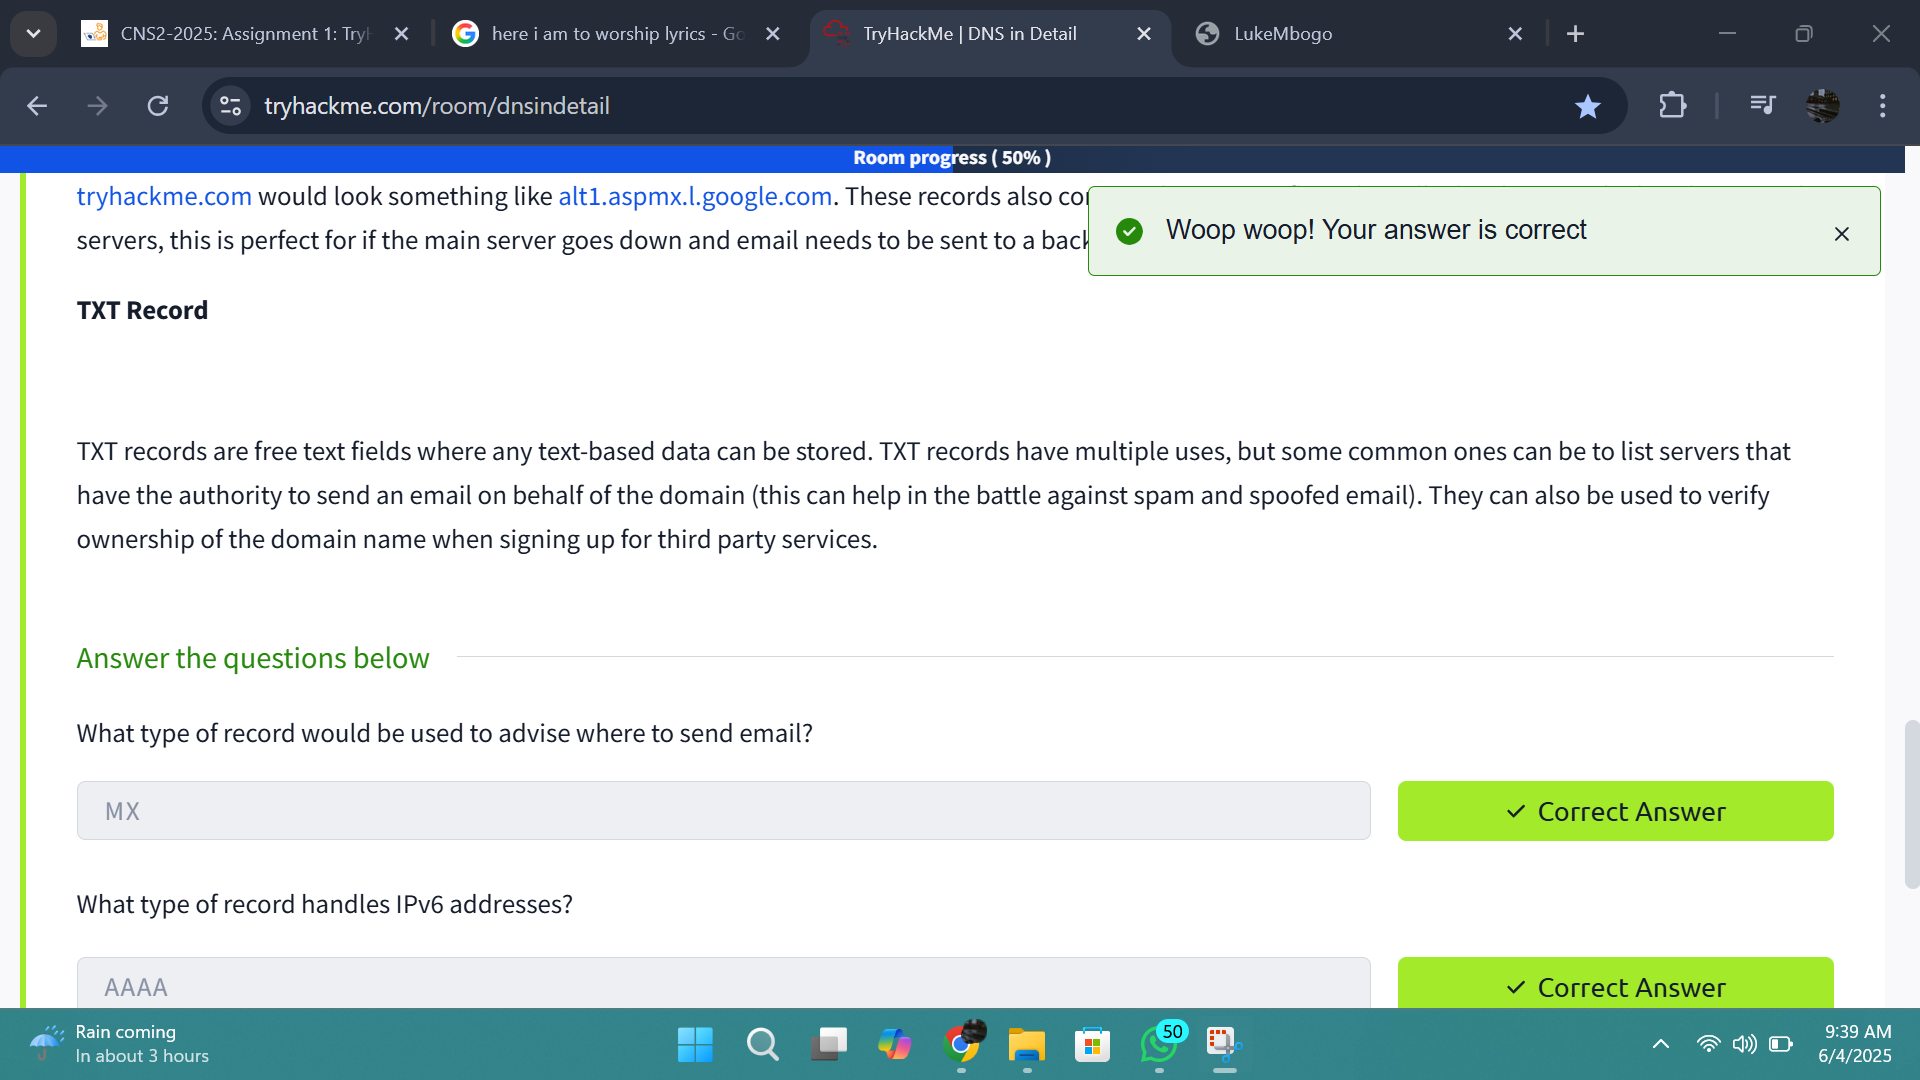 CNS2-2025: Assignment 1: Try
here i am to worship lyrics - Go
TryHackMe | DNS in Detail
LukeMbogo
tryhackme.com/room/dnsindetail
Room progress ( 50% )
tryhackme.com would look something like alt1.aspmx.l.google.com. These records also
servers, this is perfect for if the main server goes down and email needs to be sent to a
Woop woop! Your answer is correct
TXT Record
TXT records are free text fields where any text-based data can be stored. TXT records have multiple uses, but some common ones can be to list servers that
have the authority to send an email on behalf of the domain (this can help in the battle against spam and spoofed email). They can also be used to verify
ownership of the domain name when signing up for third party services.
Answer the questions below
What type of record would be used to advise where to send email?
MX
Correct Answer
What type of record handles IPv6 addresses?
AAAA
Correct Answer
Rain coming
In about 3 hours
50
9:39 AM
6/4/2025